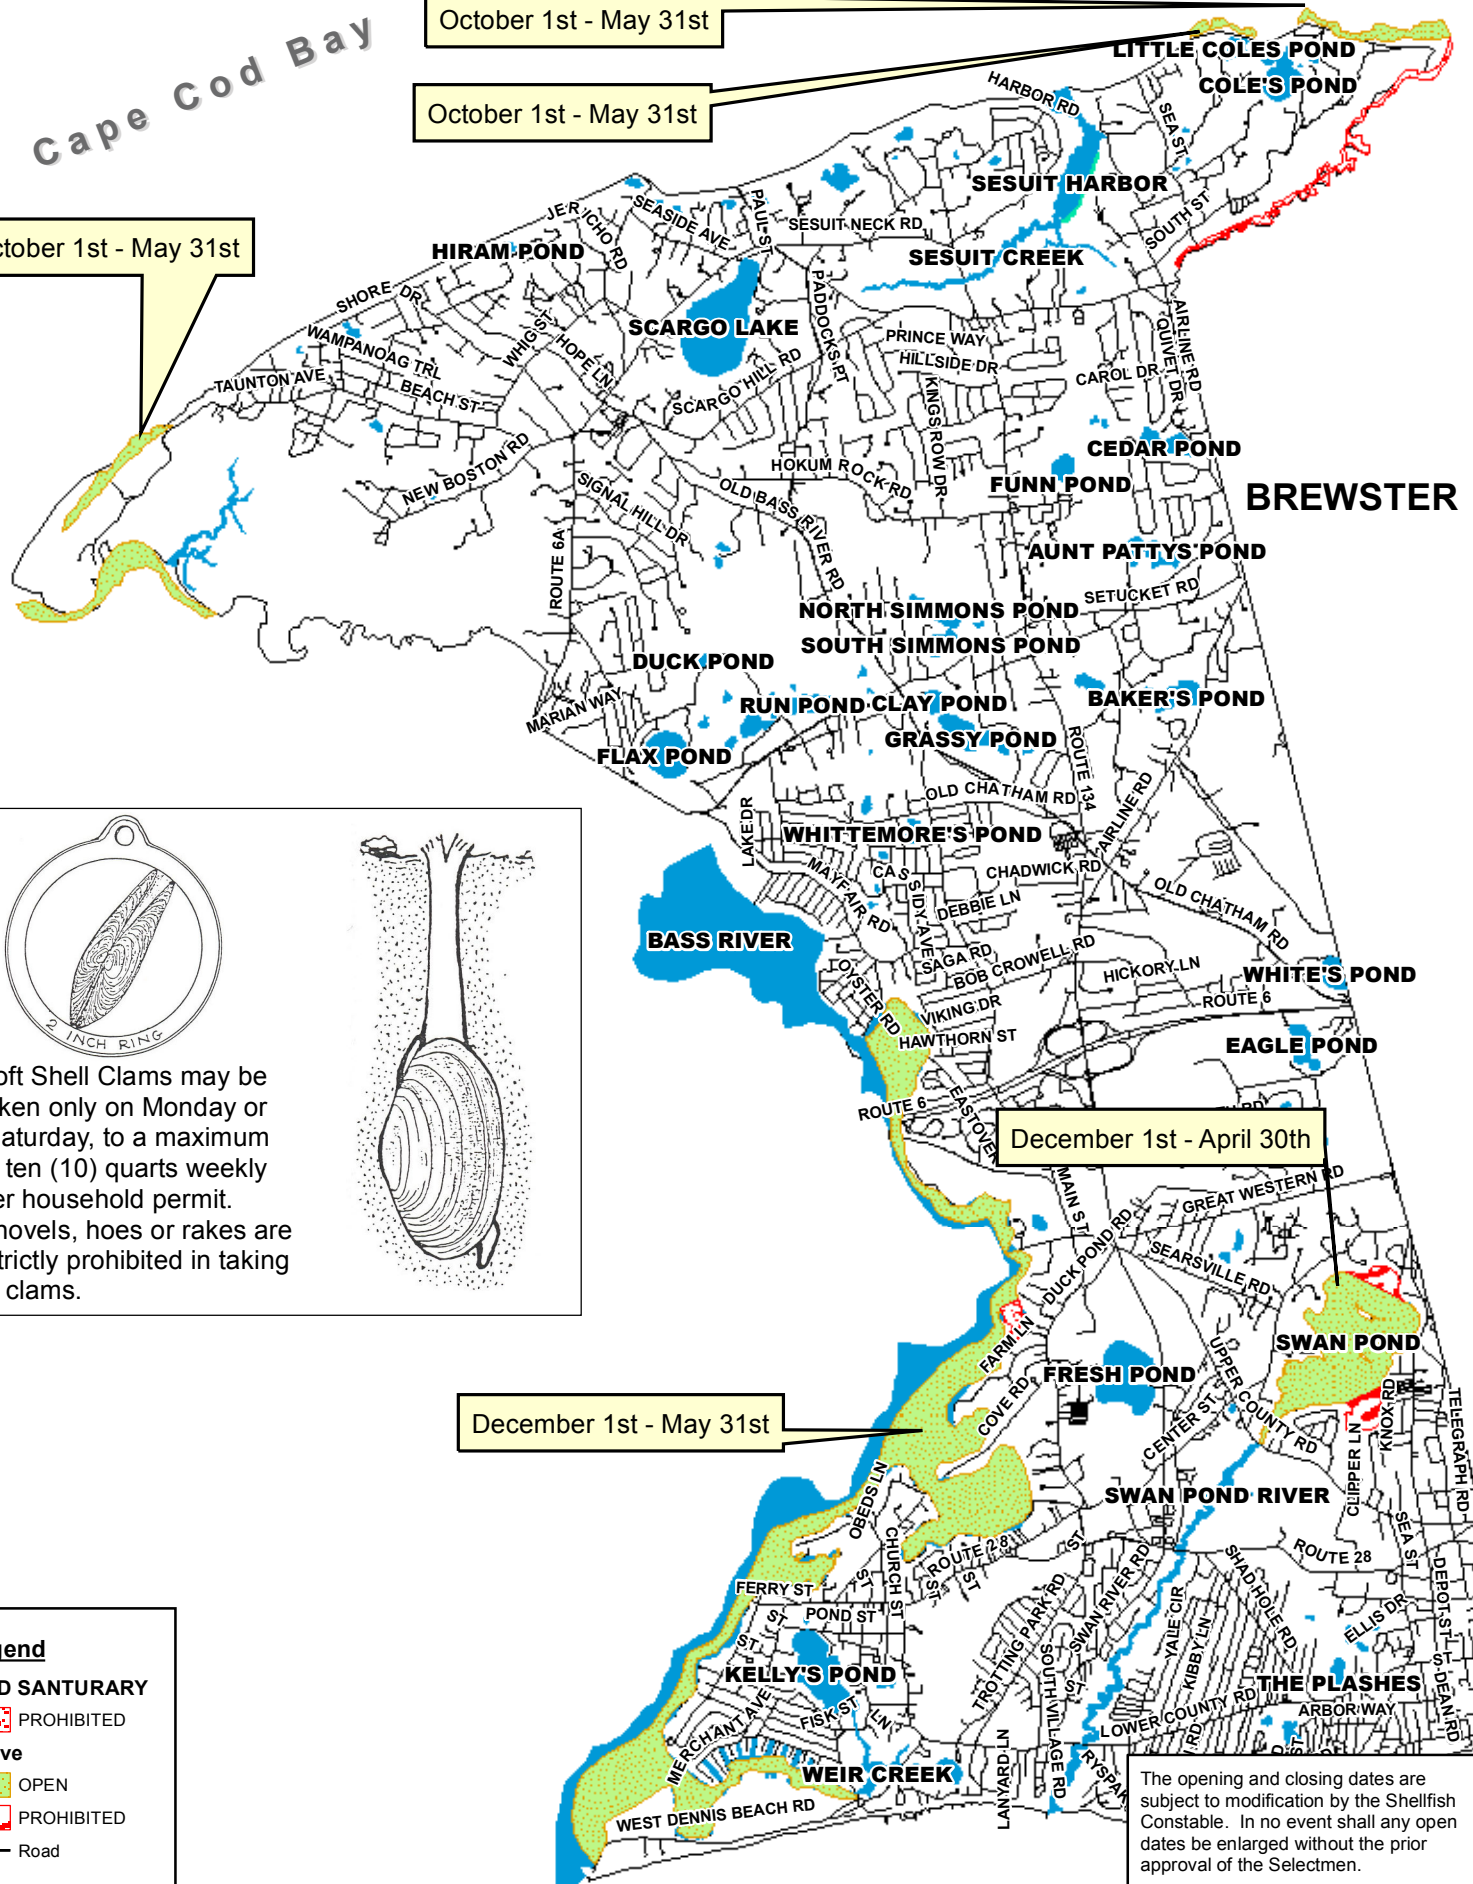 October 1st - May 31st
Cape Cod Bay
October 1st - May 31st
LITTLE COLES POND
COLE'S POND
HARBOR RD
SEA ST
SESUIT HARBOR
SOUTH ST
PAUL ST
SEASIDE AVE
JERICHO RD
SESUIT NECK RD
HIRAM POND
SESUIT CREEK
ctober 1st - May 31st
SHORE DR
SCARGO LAKE
PADDOCKS PT
AIRLINE RD
QUIVET DR
WAMPANOAG TRL
WHIG ST
HOPE LN
PRINCE WAY
HILLSIDE DR
CAROL DR
TAUNTON AVE
BEACH ST
SCARGO HILL RD
KINGS ROW DR
NEW BOSTON RD
CEDAR POND
HOKUM ROCK RD
FUNN POND
BREWSTER
SIGNAL HILL DR
OLD BASS RIVER RD
ROUTE 6A
AUNT PATTYS POND
SETUCKET RD
NORTH SIMMONS POND
SOUTH SIMMONS POND
DUCK POND
MARIAN WAY
RUN POND
CLAY POND
BAKER'S POND
GRASSY POND
FLAX POND
ROUTE 134
OLD CHATHAM RD
AIRLINE RD
LAKE DR
WHITTEMORE'S POND
MAYFAIR RD
CASSIDY AVE
CHADWICK RD
DEBBIE LN
OLD CHATHAM RD
BASS RIVER
SAGA RD
BOB CROWELL RD
HICKORY LN
WHITE'S POND
OYSTER RD
VIKING DR
ROUTE 6
HAWTHORN ST
EAGLE POND
ROUTE 6
EASTOVER
RD
December 1st - April 30th
2 INCH RING
oft Shell Clams may be
ken only on Monday or
aturday, to a maximum
ten (10) quarts weekly
er household permit.
hovels, hoes or rakes are
trictly prohibited in taking
clams.
MAIN ST
GREAT WESTERN RD
DUCK POND RD
SEARSVILLE RD
SWAN POND
FARM LN
FRESH POND
UPPER COUNTY RD
COVE RD
CENTER ST
December 1st - May 31st
KNOX RD
TELEGRAPH RD
CLIPPER LN
OBEDS LN
SWAN POND RIVER
SEA ST
CHURCH ST
ROUTE 28
ST
ST
ST
ST
ROUTE 28
FERRY ST
POND ST
ST
ST
TROTTING PARK RD
SWAN RIVER RD
SHAD HOLE RD
YALE CIR
KIBBY LN
ELLIS DR
DEPOT ST
ST
S DEAN RD
KELLY'S POND
SOUTH VILLAGE RD
ST
THE PLASHES
FISK ST
LN
MERCHANT AVE
LOWER COUNTY RD
ARBOR WAY
RD
ST
WEIR CREEK
LANYARD LN
WEST DENNIS BEACH RD
gend
D SANTURARY
PROHIBITED
ve
OPEN
PROHIBITED
Road
The opening and closing dates are
subject to modification by the Shellfish
Constable. In no event shall any open
dates be enlarged without the prior
approval of the Selectmen.